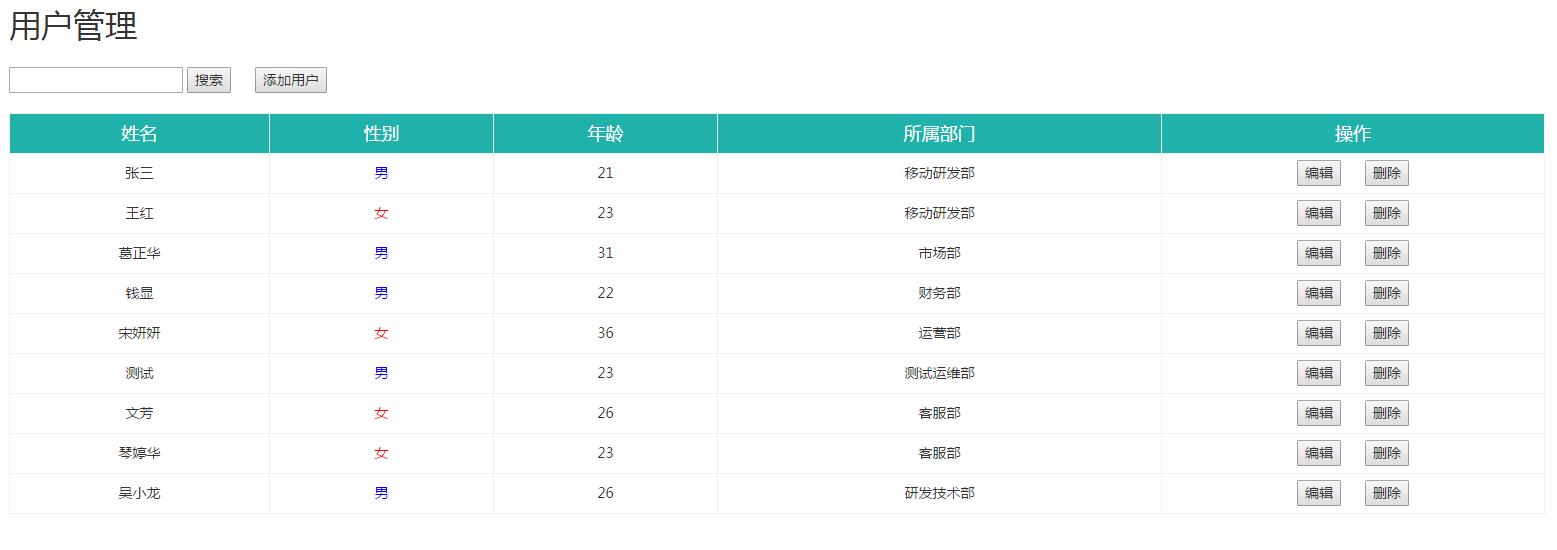 用户管理
搜索 添加用户
姓名 性别 年龄 所属部门 操作
张三 男 21 移动研发部 编辑 删除
王红 女 23 移动研发部 编辑 删除
葛正华 男 31 市场部 编辑 删除
钱显 男 22 财务部 编辑 删除
宋妍妍 女 36 运营部 编辑 删除
测试 男 23 测试运维部 编辑 删除
文芳 女 26 客服部 编辑 删除
琴婷华 女 23 客服部 编辑 删除
吴小龙 男 26 研发技术部 编辑 删除